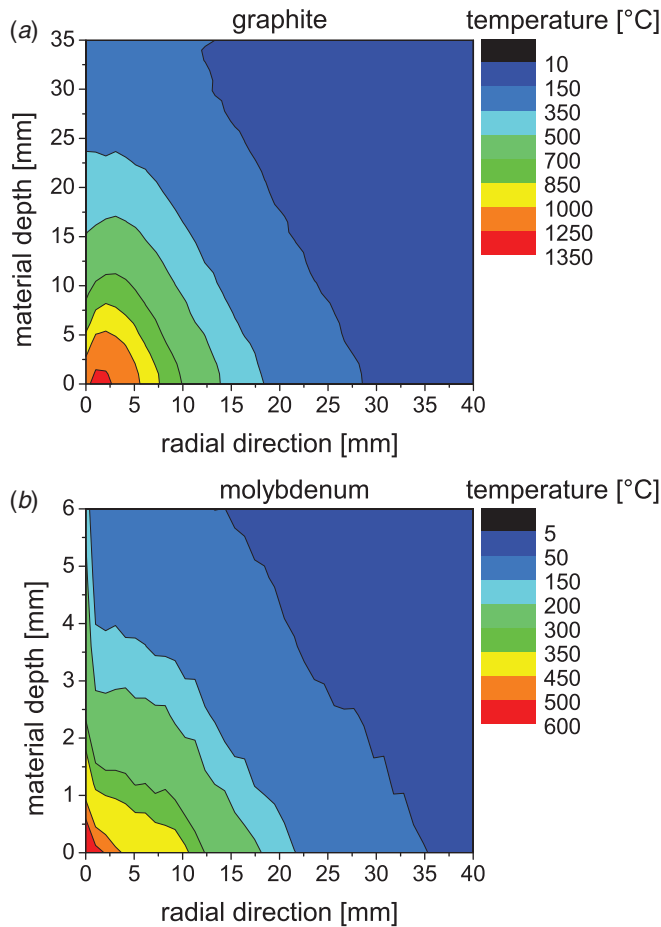 (a)
graphite
temperature [°C]
35
30
25
20
15
10
5
0
material depth [mm]
0 5 10 15 20 25 30 35 40
radial direction [mm]
10
150
350
500
700
850
1000
1250
1350
(b)
molybdenum
temperature [°C]
6
5
4
3
2
1
0
material depth [mm]
0 5 10 15 20 25 30 35 40
radial direction [mm]
5
50
150
200
300
350
450
500
600